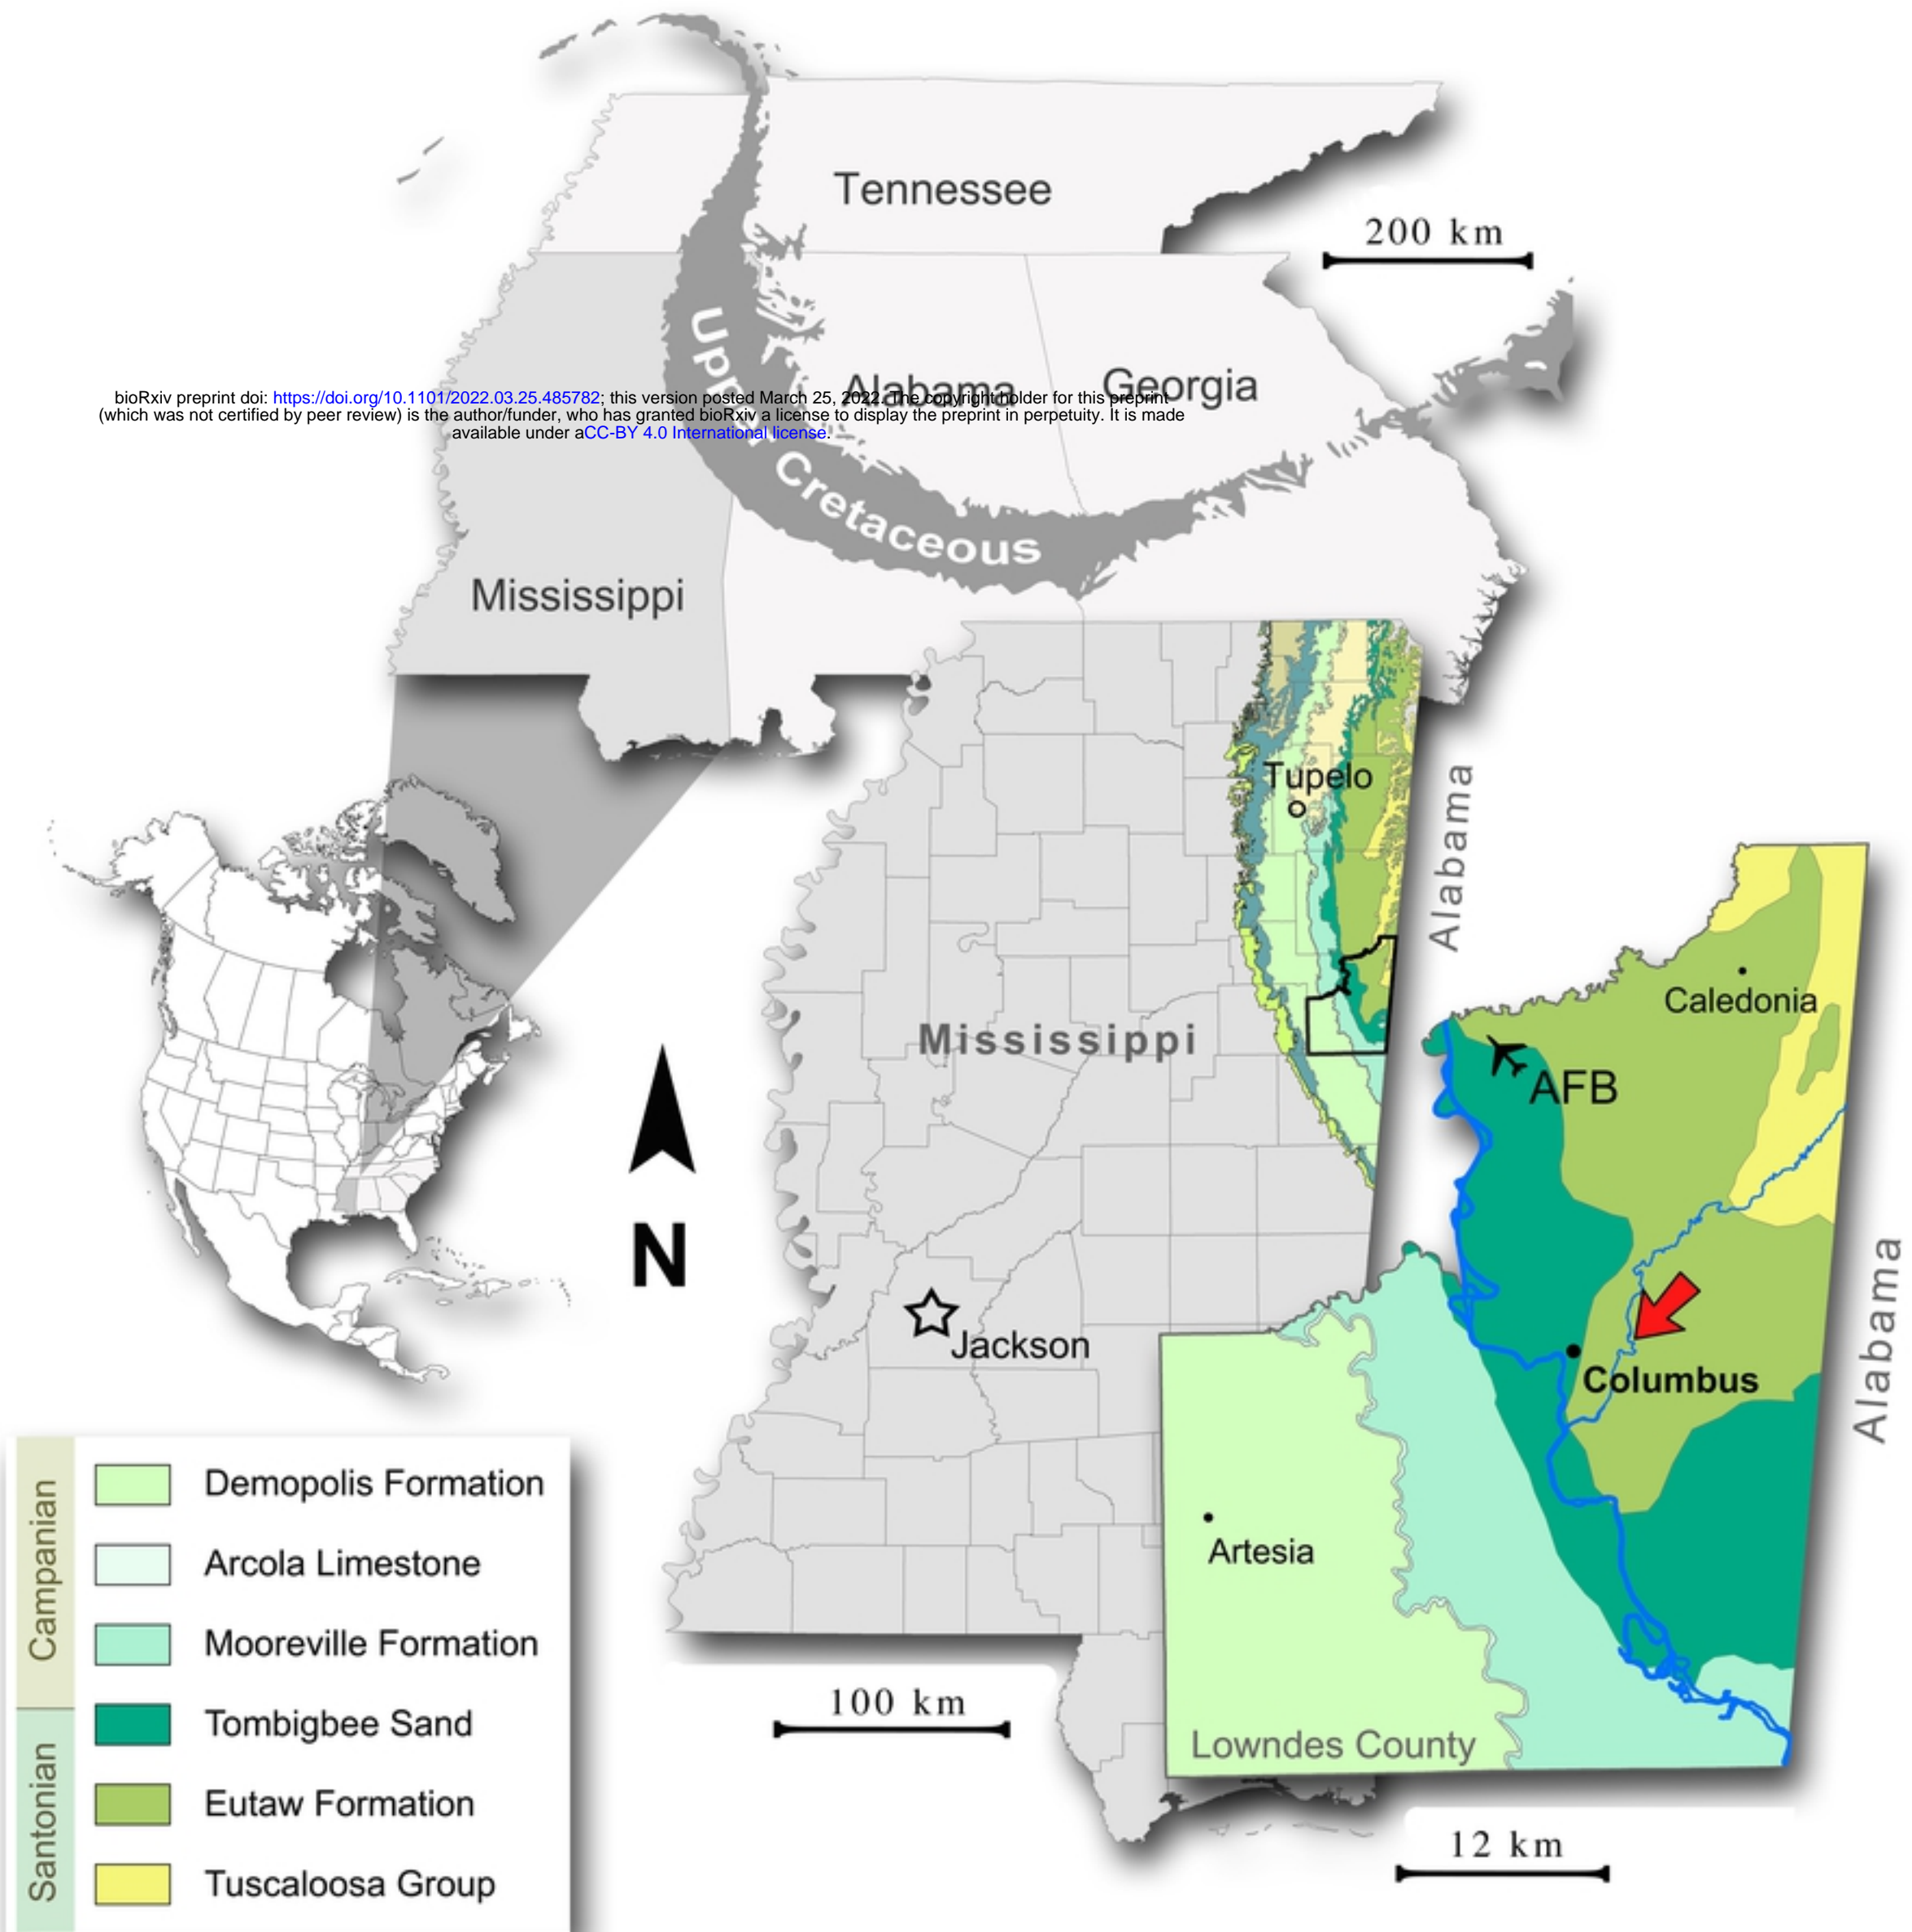 Tennessee
200 km
Upper Cretaceous
Alabama
Georgia
bioRxiv preprint doi: https://doi.org/10.1101/2022.03.25.485782; this version posted March 25, 2022. The copyright holder for this preprint
(which was not certified by peer review) is the author/funder, who has granted bioRxiv a license to display the preprint in perpetuity. It is made
available under aCC-BY 4.0 International license.
Mississippi
Tupelo
Alabama
Caledonia
Mississippi
AFB
N
Jackson
Columbus
Alabama
Artesia
Lowndes County
100 km
12 km
Campanian
Santonian
Demopolis Formation
Arcola Limestone
Mooreville Formation
Tombigbee Sand
Eutaw Formation
Tuscaloosa Group